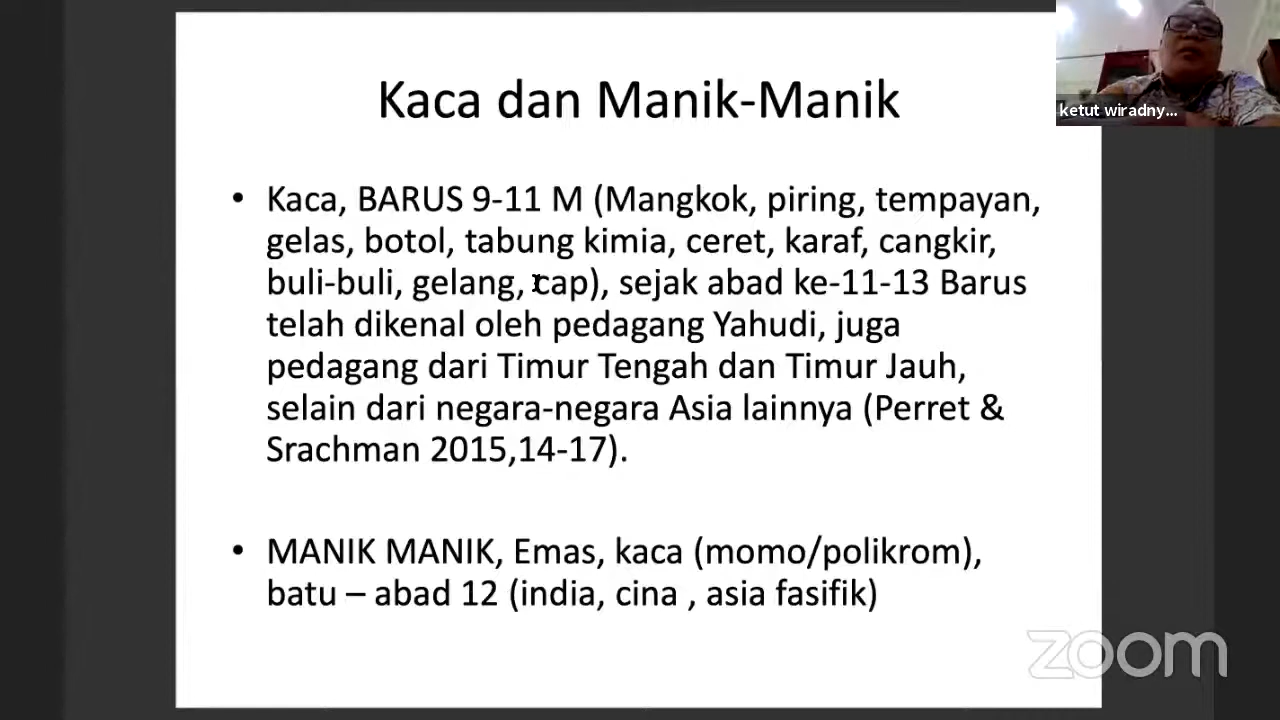 Kaca dan Manik-Manik
• Kaca, BARUS 9-11 M (Mangkok, piring, tempayan,
gelas, botol, tabung kimia, ceret, karaf, cangkir,
buli-buli, gelang, cap), sejak abad ke-11-13 Barus
telah dikenal oleh pedagang Yahudi, juga
pedagang dari Timur Tengah dan Timur Jauh,
selain dari negara-negara Asia lainnya (Perret &
Srachman 2015,14-17).
• MANIK MANIK, Emas, kaca (momo/polikrom),
batu – abad 12 (india, cina , asia fasifik)
ketut wiradny...
zoom